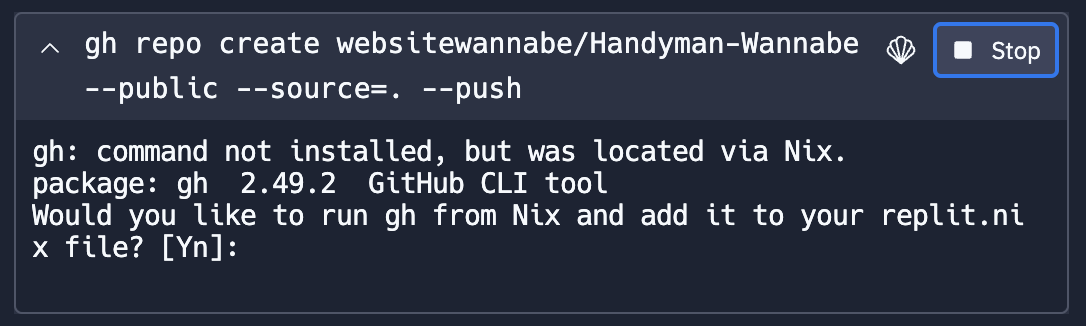 gh repo create websitewannabe/Handyman-Wannabe
--public --source=. --push
Stop
gh: command not installed, but was located via Nix.
package: gh  2.49.2  GitHub CLI tool
Would you like to run gh from Nix and add it to your replit.ni
x file? [Yn]: